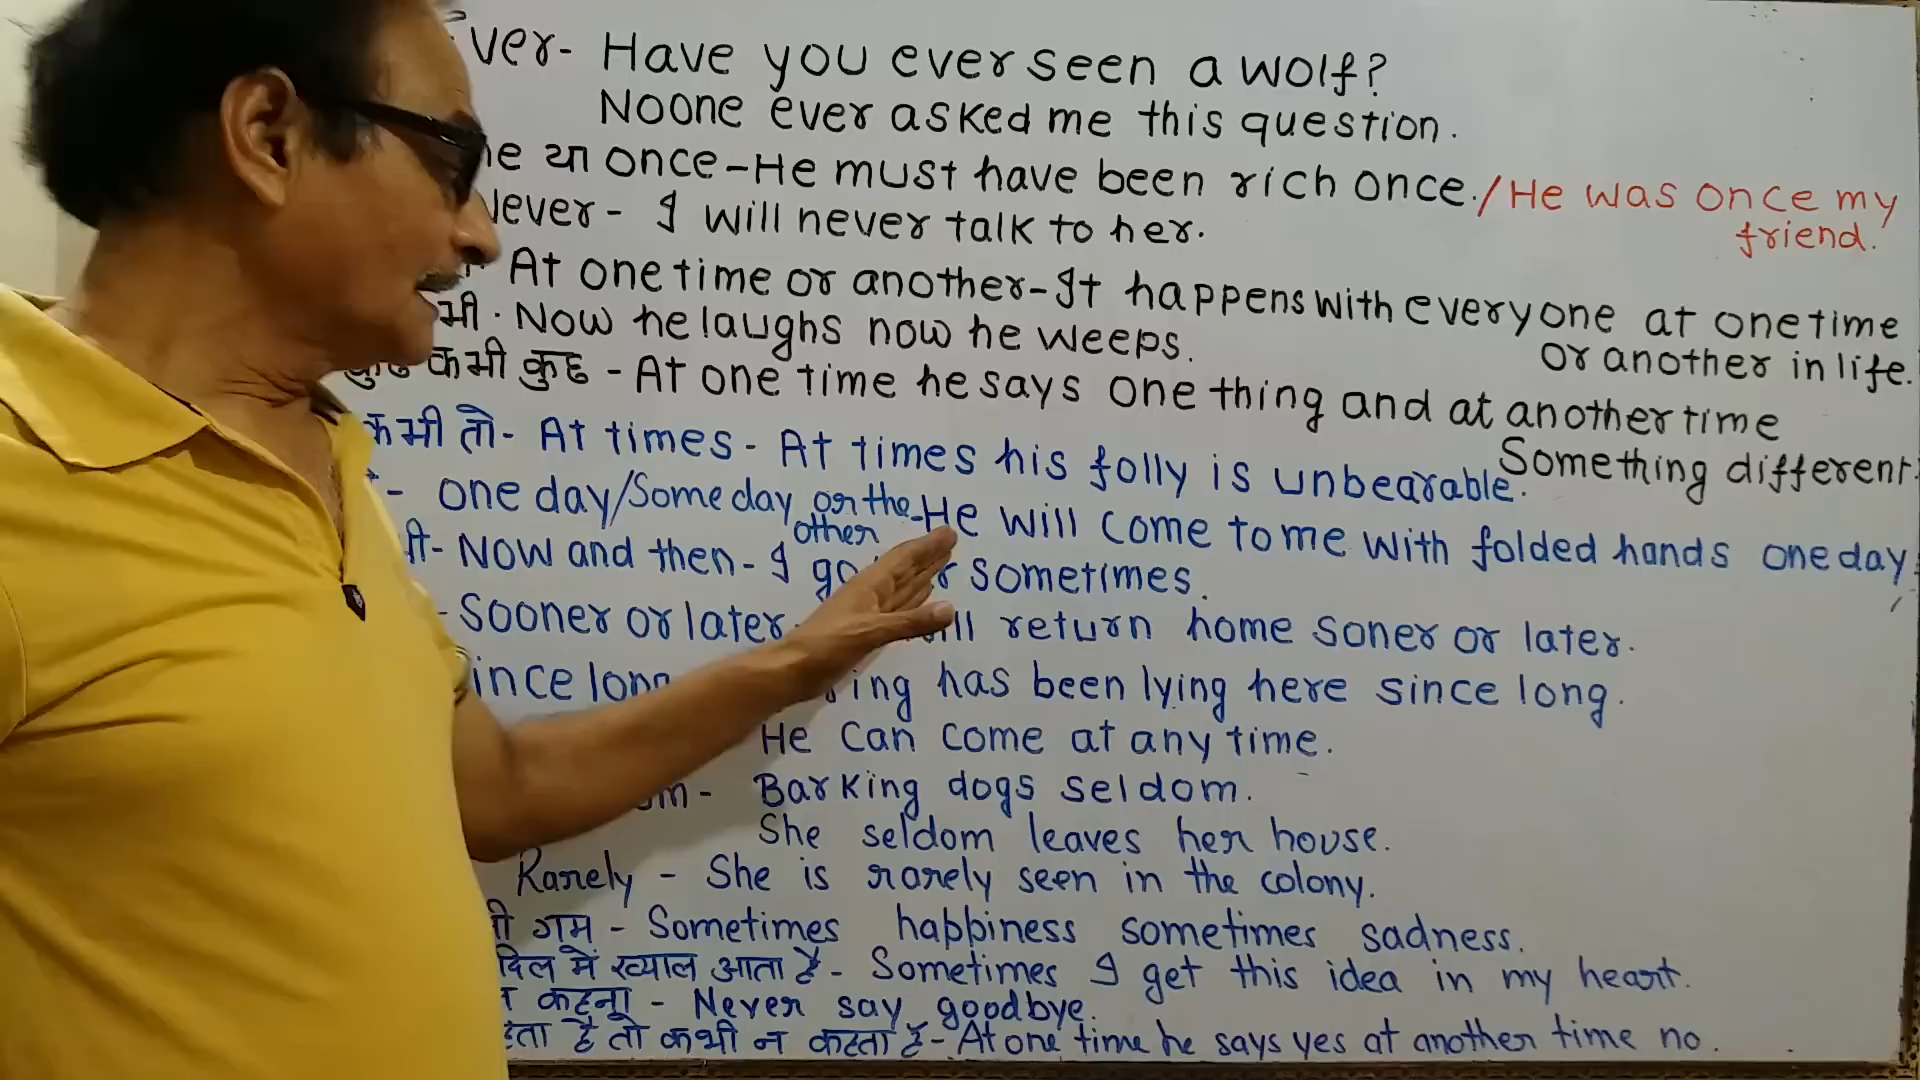 Ever- Have you ever seen a wolf?
Noone ever asked me this question.
या once-He must have been rich once./He was once my
friend.
Never- I will never talk to her.
At onetime or another-It happens with everyone at onetime
or another in life.
Now he laughs now he weeps.
कभी कुछ - At one time he says one thing and at another time
Something different.
कभी तो- At times - At times his folly is unbearable.
- one day/Some day or the other-He will come to me with folded hands one day
- Now and then- I sometimes.
- Sooner or later- will return home soner or later.
Since long has been lying here since long.
He can come at any time.
- Barking dogs seldom.
She seldom leaves her house.
Rarely - She is rarely seen in the colony.
गम - Sometimes happiness sometimes sadness.
दिल में ख्याल आता है- Sometimes I get this idea in my heart.
कहना - Never say goodbye.
है तो कभी न कहता है- At one time he says yes at another time no.